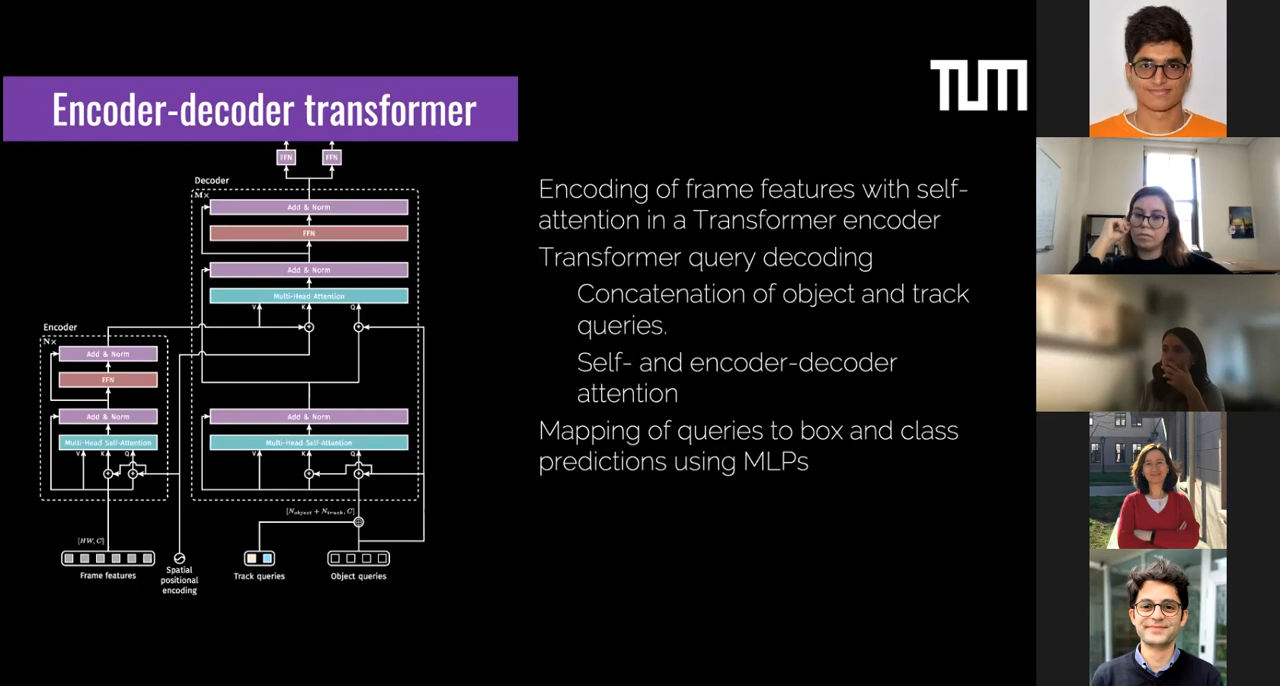 TUM
Encoder-decoder transformer
FFN FFN
Decoder
M×
Add & Norm
FFN
Add & Norm
Multi-Head Attention
V K Q
Encoder
N×
Add & Norm
FFN
Add & Norm
Multi-Head Self-Attention
V K Q
Add & Norm
Multi-Head Self-Attention
V K Q
[HW, C]
[Nobject + Ntrack, C]
Frame features
Spatial
positional
encoding
Track queries
Object queries
Encoding of frame features with self-
attention in a Transformer encoder
Transformer query decoding
Concatenation of object and track
queries.
Self- and encoder-decoder
attention
Mapping of queries to box and class
predictions using MLPs